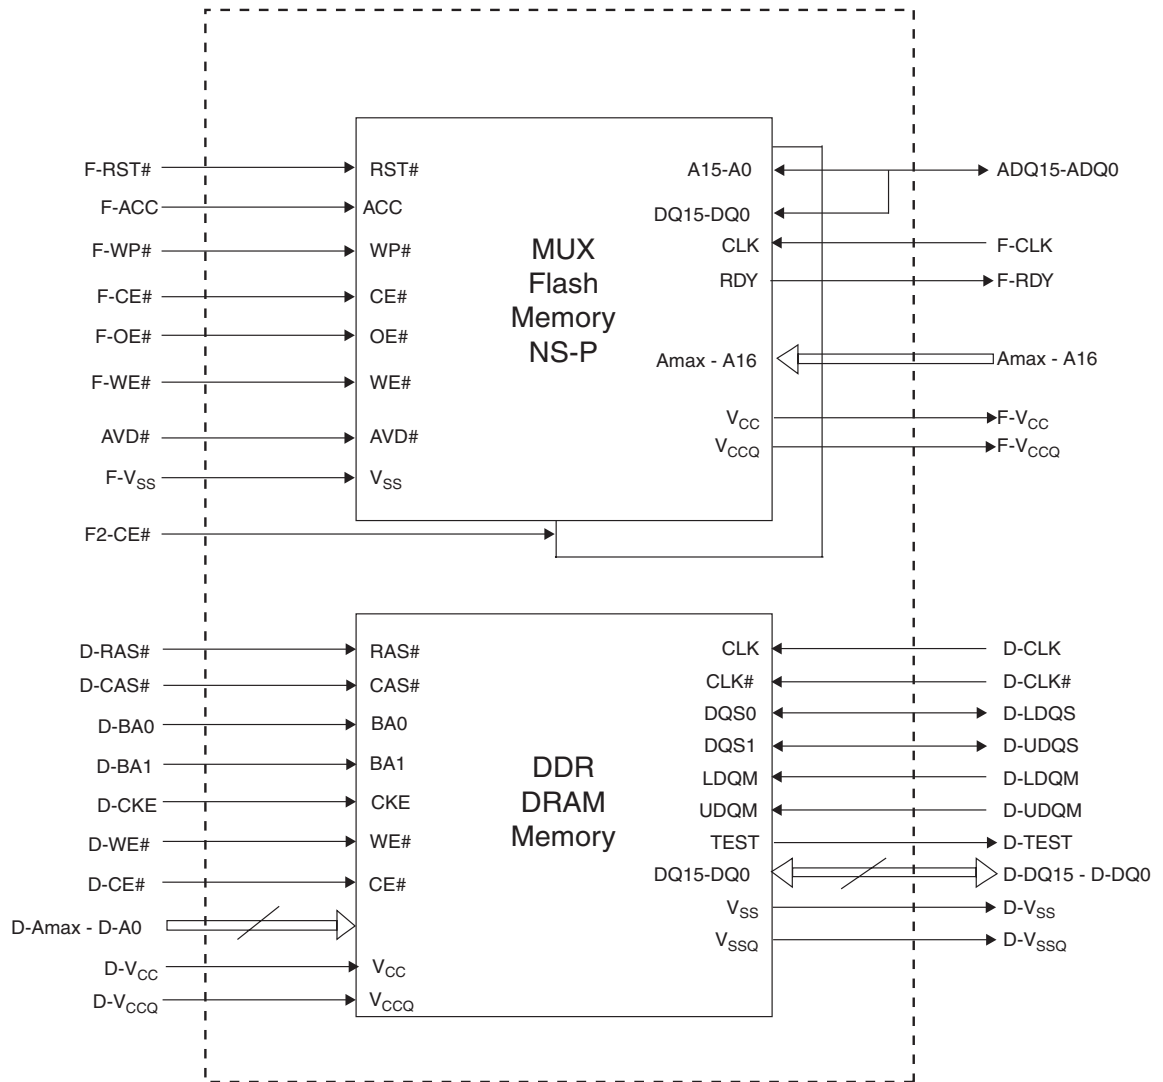 F-RST# RST# A15-A0 ADQ15-ADQ0
F-ACC ACC DQ15-DQ0
F-WP# WP# CLK F-CLK
MUX
Flash
Memory
NS-P
RDY F-RDY
F-CE# CE#
F-OE# OE#
Amax - A16 Amax - A16
F-WE# WE#
VCC F-VCC
AVD# AVD#
VCCQ F-VCCQ
F-VSS VSS
F2-CE#
D-RAS# RAS# CLK D-CLK
D-CAS# CAS# CLK# D-CLK#
D-BA0 BA0 DQS0 D-LDQS
D-BA1 BA1 DQS1 D-UDQS
DDR
DRAM
Memory
LDQM D-LDQM
D-CKE CKE UDQM D-UDQM
D-WE# WE# TEST D-TEST
D-CE# CE# DQ15-DQ0 D-DQ15 - D-DQ0
VSS D-VSS
D-Amax - D-A0
VSSQ D-VSSQ
D-VCC VCC
D-VCCQ VCCQ